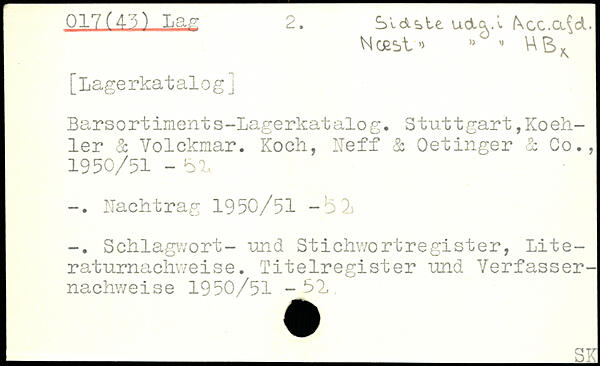 017(43) Lag 2. Sidste udg. i Acc.afd.
Næst " " " HBx
[Lagerkatalog]
Barsortiments-Lagerkatalog. Stuttgart,Koeh-
ler & Volckmar. Koch, Neff & Oetinger & Co.,
1950/51 - 52
-. Nachtrag 1950/51 - 52
-. Schlagwort- und Stichwortregister, Lite-
raturnachweise. Titelregister und Verfasser-
nachweise 1950/51 - 52.
SK